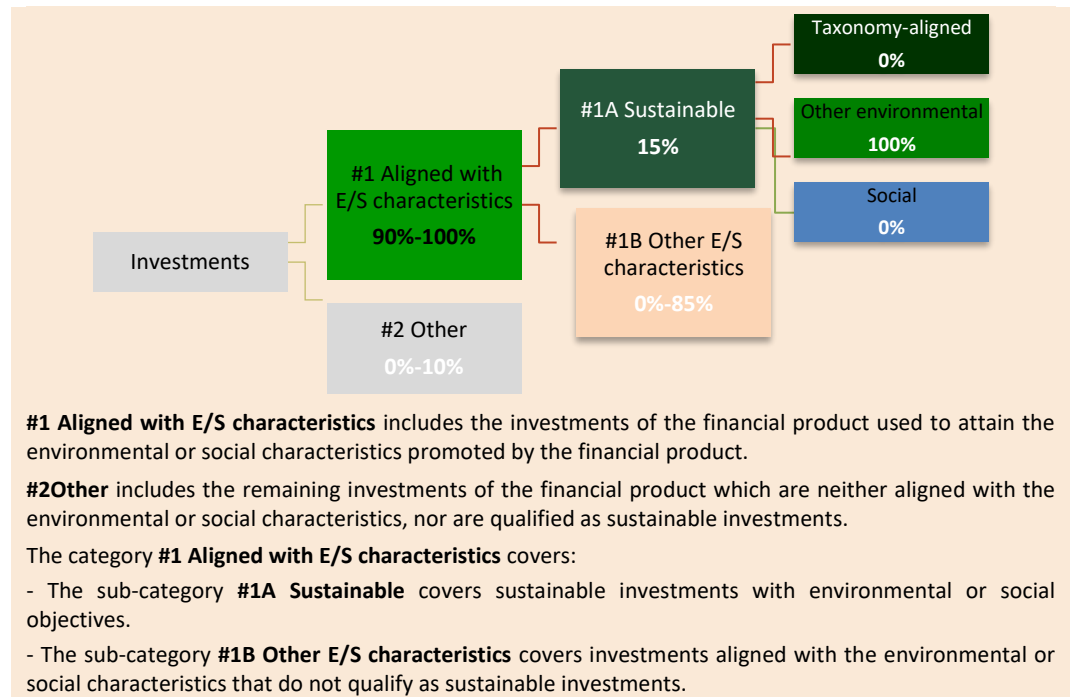 Taxonomy-aligned
0%
#1A Sustainable
15%
Other environmental
100%
#1 Aligned with
E/S characteristics
90%-100%
Social
0%
#1B Other E/S
characteristics
0%-85%
Investments
#2 Other
0%-10%
#1 Aligned with E/S characteristics includes the investments of the financial product used to attain the
environmental or social characteristics promoted by the financial product.
#2Other includes the remaining investments of the financial product which are neither aligned with the
environmental or social characteristics, nor are qualified as sustainable investments.
The category #1 Aligned with E/S characteristics covers:
- The sub-category #1A Sustainable covers sustainable investments with environmental or social
objectives.
- The sub-category #1B Other E/S characteristics covers investments aligned with the environmental or
social characteristics that do not qualify as sustainable investments.